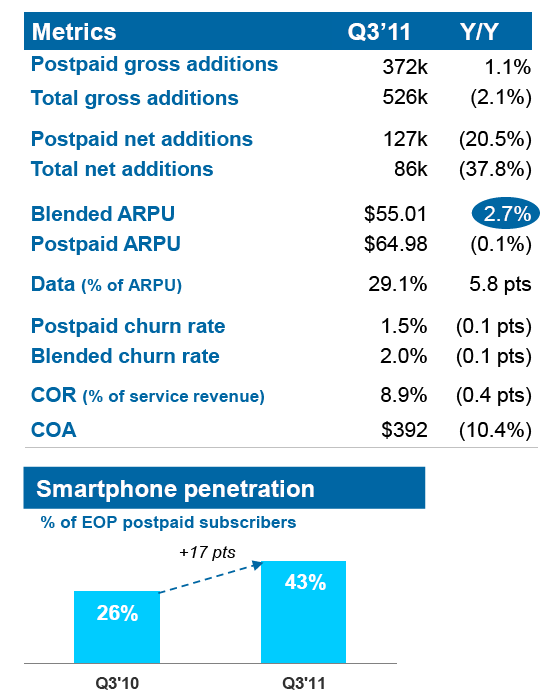 Metrics Q3’11 Y/Y
Postpaid gross additions 372k 1.1%
Total gross additions 526k (2.1%)
Postpaid net additions 127k (20.5%)
Total net additions 86k (37.8%)
Blended ARPU $55.01 2.7%
Postpaid ARPU $64.98 (0.1%)
Data (% of ARPU) 29.1% 5.8 pts
Postpaid churn rate 1.5% (0.1 pts)
Blended churn rate 2.0% (0.1 pts)
COR (% of service revenue) 8.9% (0.4 pts)
COA $392 (10.4%)
Smartphone penetration
% of EOP postpaid subscribers
+17 pts
26% 43%
Q3'10 Q3'11